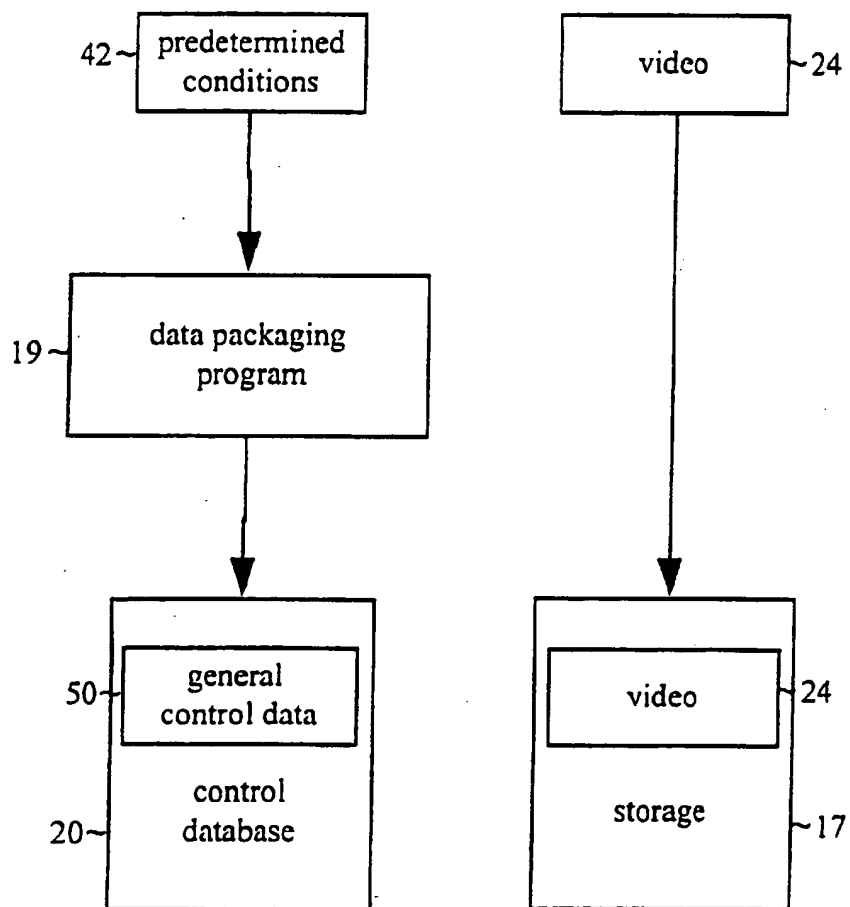 42
predetermined
conditions
video
24
19
data packaging
program
50
general
control data
control
database
20
video
24
storage
17